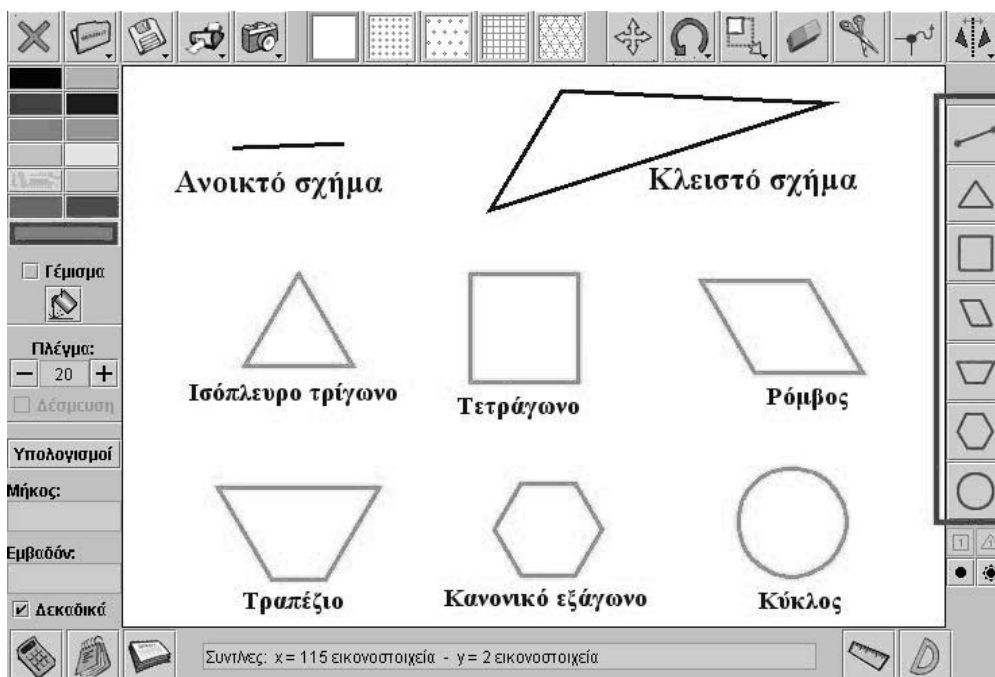 Ανοικτό σχήμα
Κλειστό σχήμα
Γέμισμα
Πλέγμα:
20
Δέσμευση
Ισόπλευρο τρίγωνο
Τετράγωνο
Ρόμβος
Υπολογισμοί
Μήκος:
Εμβαδόν:
Δεκαδικά
Τραπέζιο
Κανονικό εξάγωνο
Κύκλος
Συντ/νες: x = 115 εικονοστοιχεία - y = 2 εικονοστοιχεία